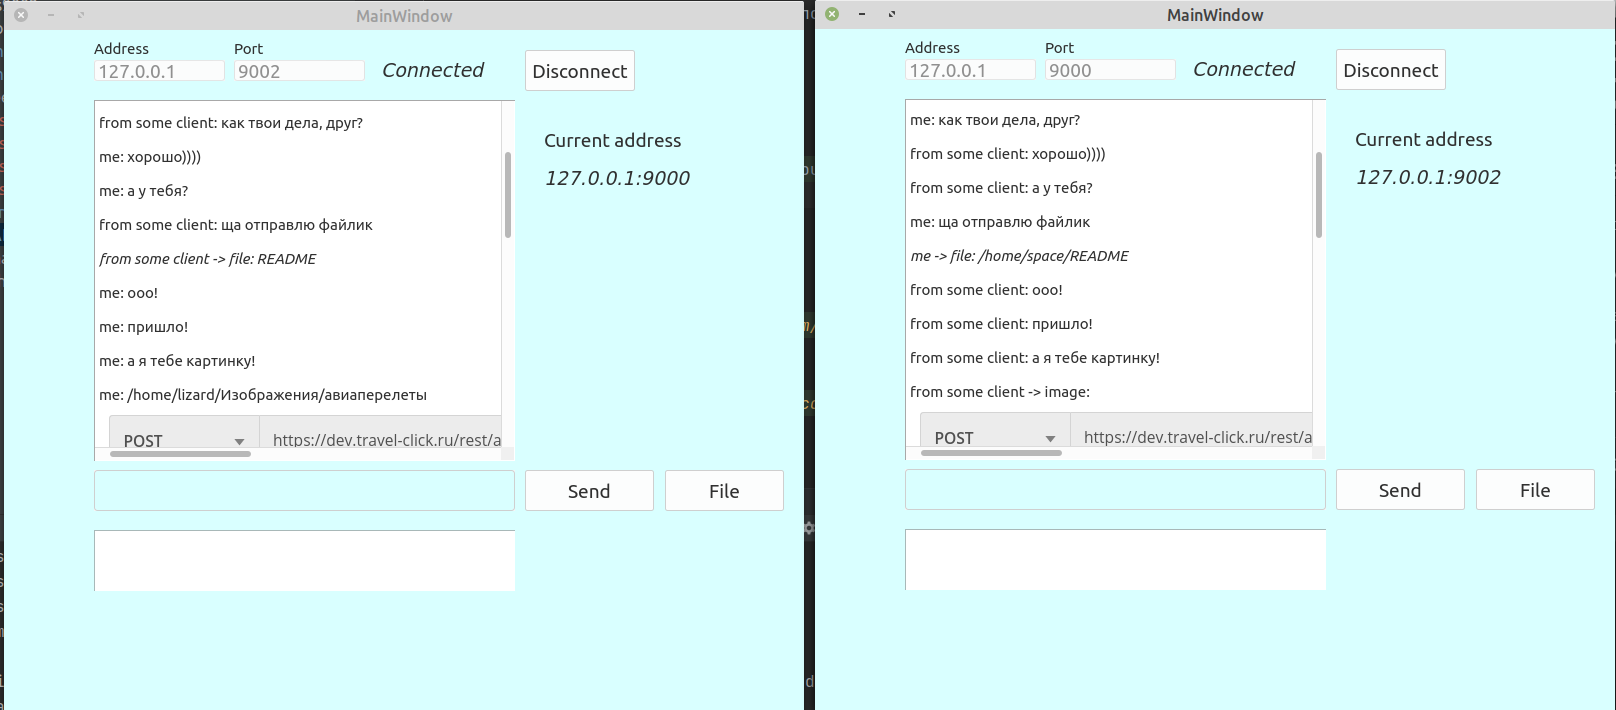 MainWindow
Address
Port
127.0.0.1
9002
Connected
Disconnect
from some client: как твои дела, друг?
me: хорошо))))
me: а у тебя?
from some client: ща отправлю файлик
from some client -> file: README
me: ооо!
me: пришло!
me: а я тебе картинку!
me: /home/lizard/Изображения/авиаперелеты
POST
https://dev.travel-click.ru/rest/a
Current address
127.0.0.1:9000
Send
File
MainWindow
Address
Port
127.0.0.1
9000
Connected
Disconnect
me: как твои дела, друг?
from some client: хорошо))))
from some client: а у тебя?
me: ща отправлю файлик
me -> file: /home/space/README
from some client: ооо!
from some client: пришло!
from some client: а я тебе картинку!
from some client -> image:
POST
https://dev.travel-click.ru/rest/a
Current address
127.0.0.1:9002
Send
File